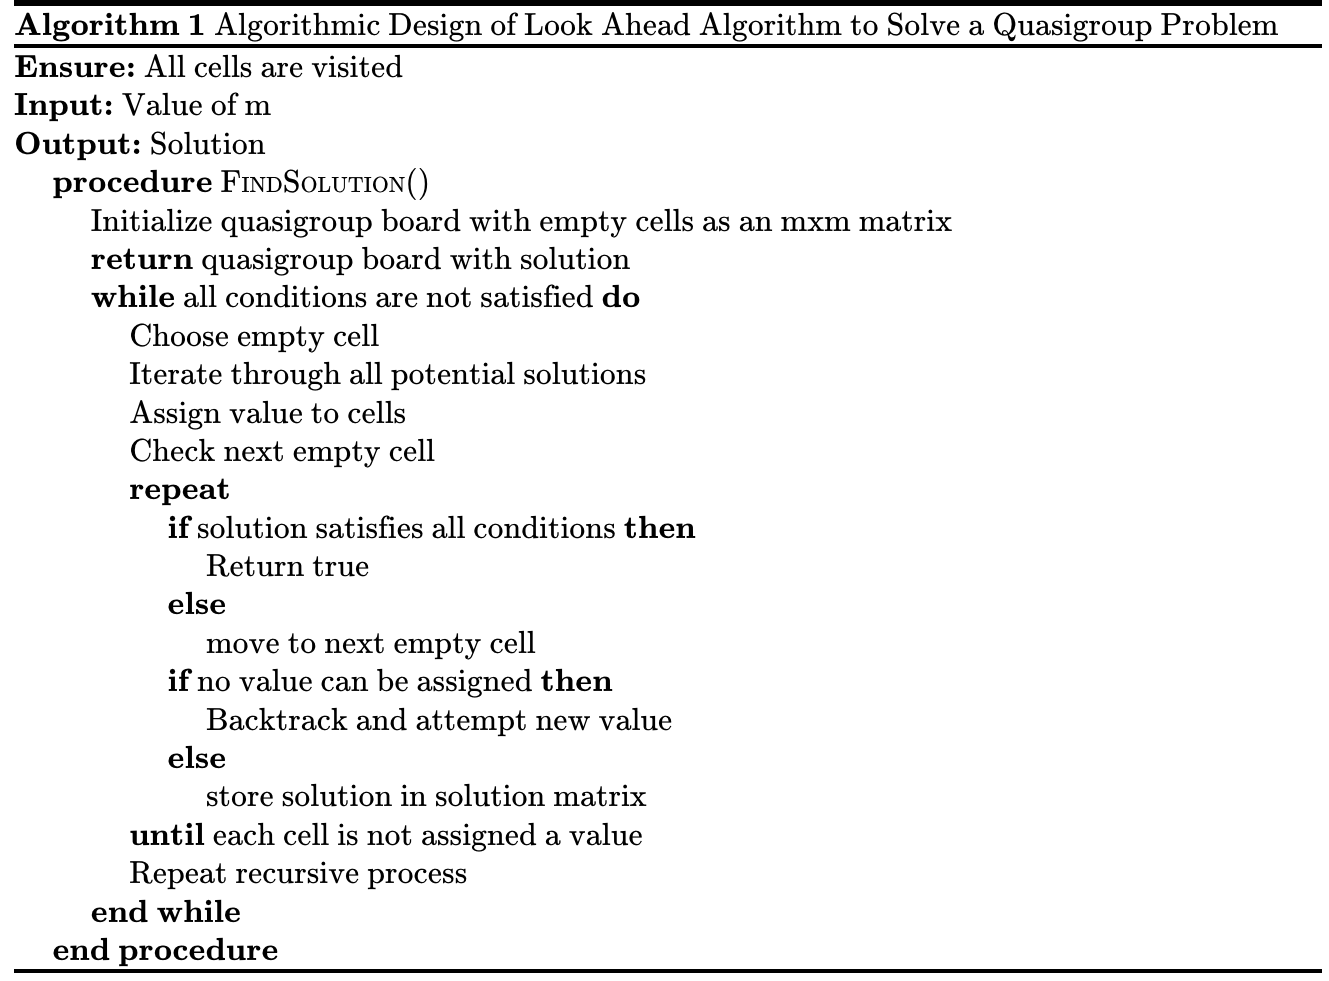 Algorithm 1 Algorithmic Design of Look Ahead Algorithm to Solve a Quasigroup Problem
Ensure: All cells are visited
Input: Value of m
Output: Solution
procedure FindSolution()
Initialize quasigroup board with empty cells as an mxm matrix
return quasigroup board with solution
while all conditions are not satisfied do
Choose empty cell
Iterate through all potential solutions
Assign value to cells
Check next empty cell
repeat
if solution satisfies all conditions then
Return true
else
move to next empty cell
if no value can be assigned then
Backtrack and attempt new value
else
store solution in solution matrix
until each cell is not assigned a value
Repeat recursive process
end while
end procedure